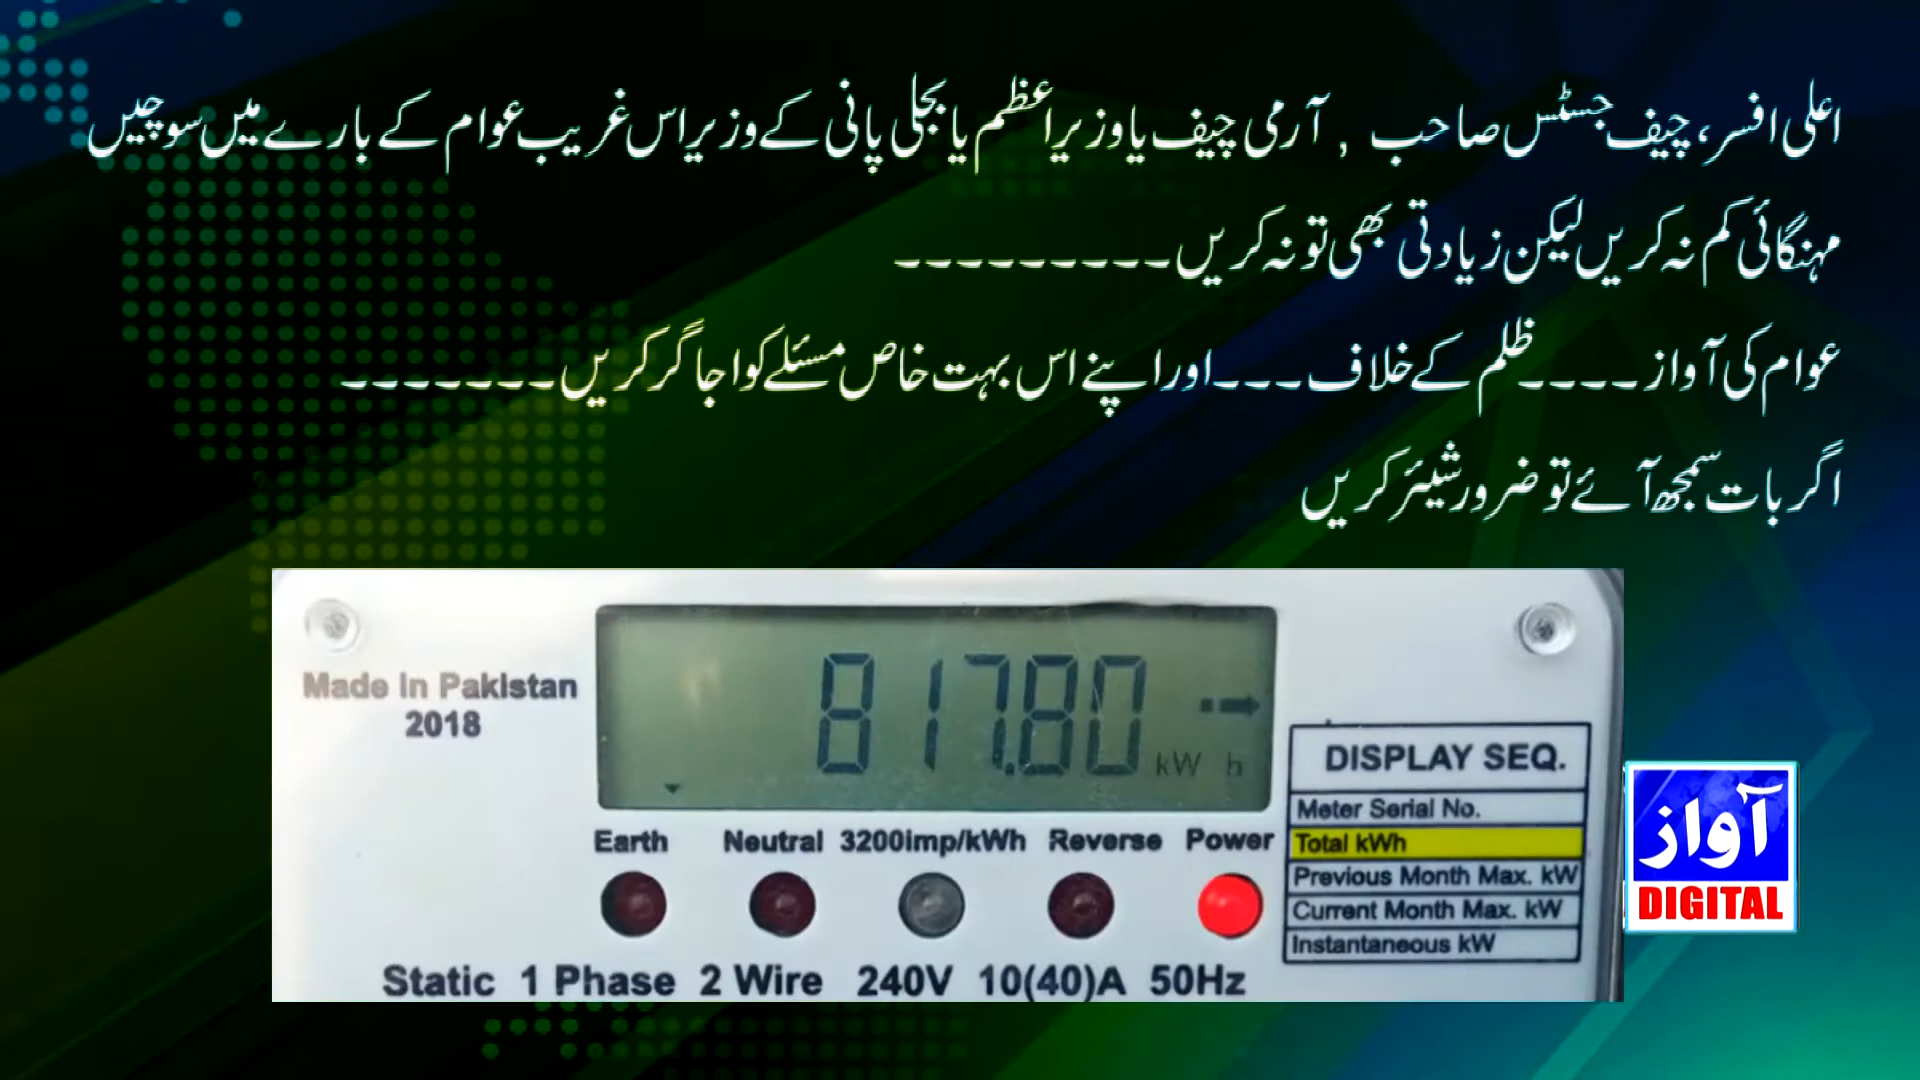 اعلی افسر، چیف جسٹس صاحب , آرمی چیف یا وزیراعظم یا بجلی پانی کے وزیر اس غریب عوام کے بارے میں سوچیں
مہنگائی کم نہ کریں لیکن زیادتی بھی تو نہ کریں ----------
عوام کی آواز ---- ظلم کے خلاف --- اور اپنے اس بہت خاص مسئلے کو اجاگر کریں --------
اگر بات سمجھ آئے تو ضرور شیئر کریں
Made in Pakistan
2018
817.80 kW h
DISPLAY SEQ.
Meter Serial No.
Total kWh
Previous Month Max. kW
Current Month Max. kW
Instantaneous kW
Earth Neutral 3200imp/kWh Reverse Power
Static 1 Phase 2 Wire 240V 10(40)A 50Hz
آواز
DIGITAL